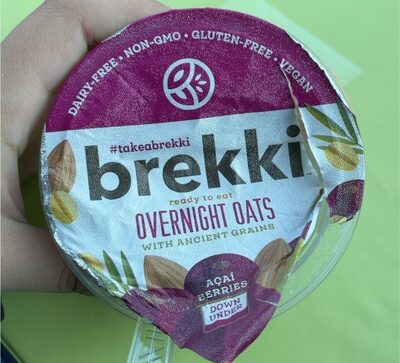 DAIRY-FREE • NON-GMO • GLUTEN-FREE • VEGAN
#takeabrekki
brekki
ready to eat
OVERNIGHT OATS
WITH ANCIENT GRAINS
AÇAÍ
BERRIES
DOWN
UNDER